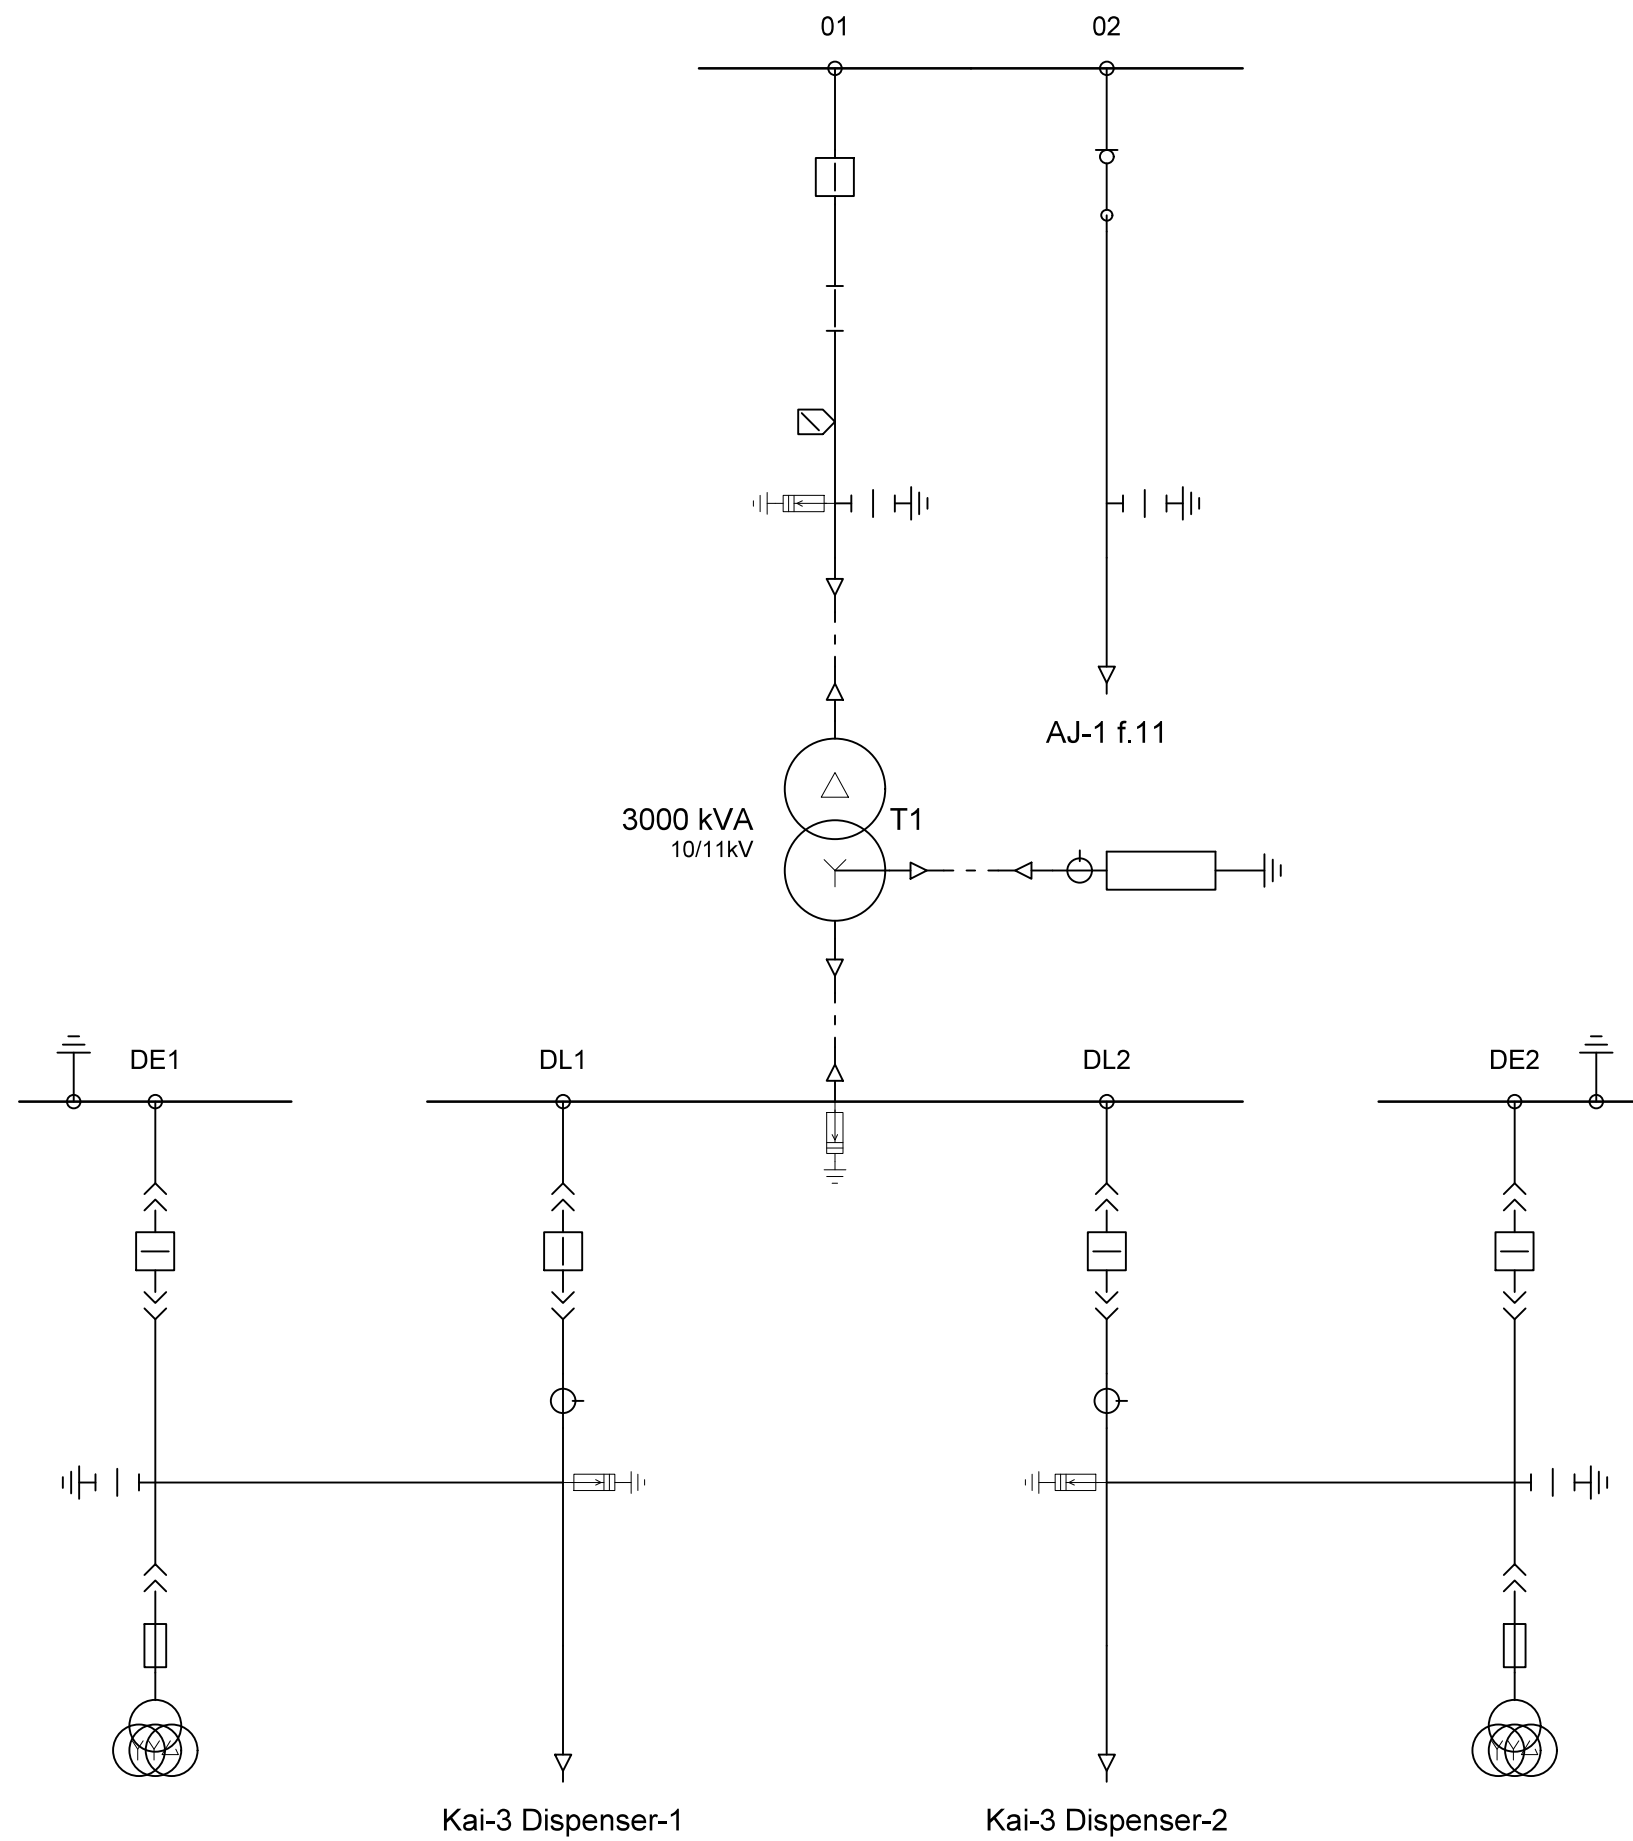 01
02
AJ-1 f.11
3000 kVA
T1
10/11kV
DE1
DL1
DL2
DE2
Kai-3 Dispenser-1
Kai-3 Dispenser-2